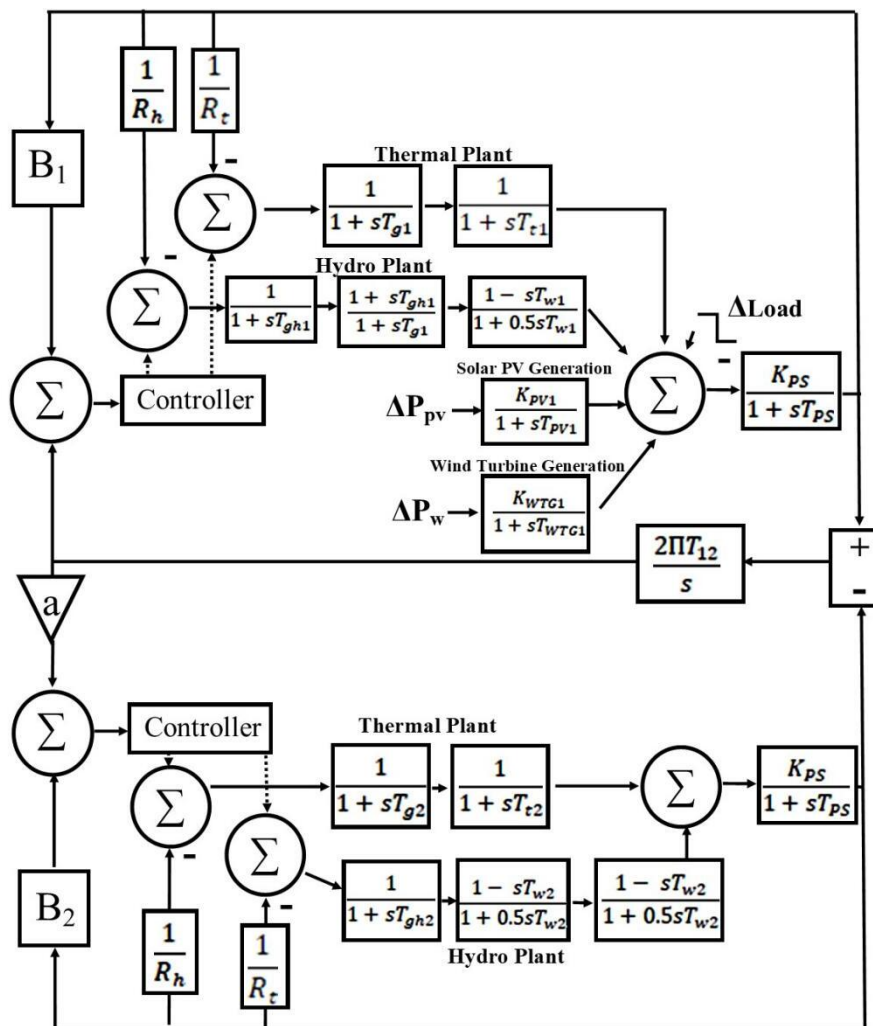 1/R_h
1/R_t
B₁
Σ
-
Thermal Plant
1/(1 + sT_g1)
1/(1 + sT_t1)
Σ
-
Hydro Plant
1/(1 + sT_gh1)
(1 + sT_gh1)/(1 + sT_g1)
(1 - sT_w1)/(1 + 0.5sT_w1)
ΔLoad
-
Σ
K_PS/(1 + sT_PS)
Σ
Controller
Solar PV Generation
ΔP_pv
K_PV1/(1 + sT_PV1)
Wind Turbine Generation
ΔP_w
K_WTG1/(1 + sT_WTG1)
2ΠT₁₂/s
+
-
a
Σ
Controller
Thermal Plant
Σ
1/(1 + sT_g2)
1/(1 + sT_t2)
Σ
K_PS/(1 + sT_PS)
-
Σ
1/(1 + sT_gh2)
(1 - sT_w2)/(1 + 0.5sT_w2)
(1 - sT_w2)/(1 + 0.5sT_w2)
Hydro Plant
-
B₂
1/R_h
1/R_t